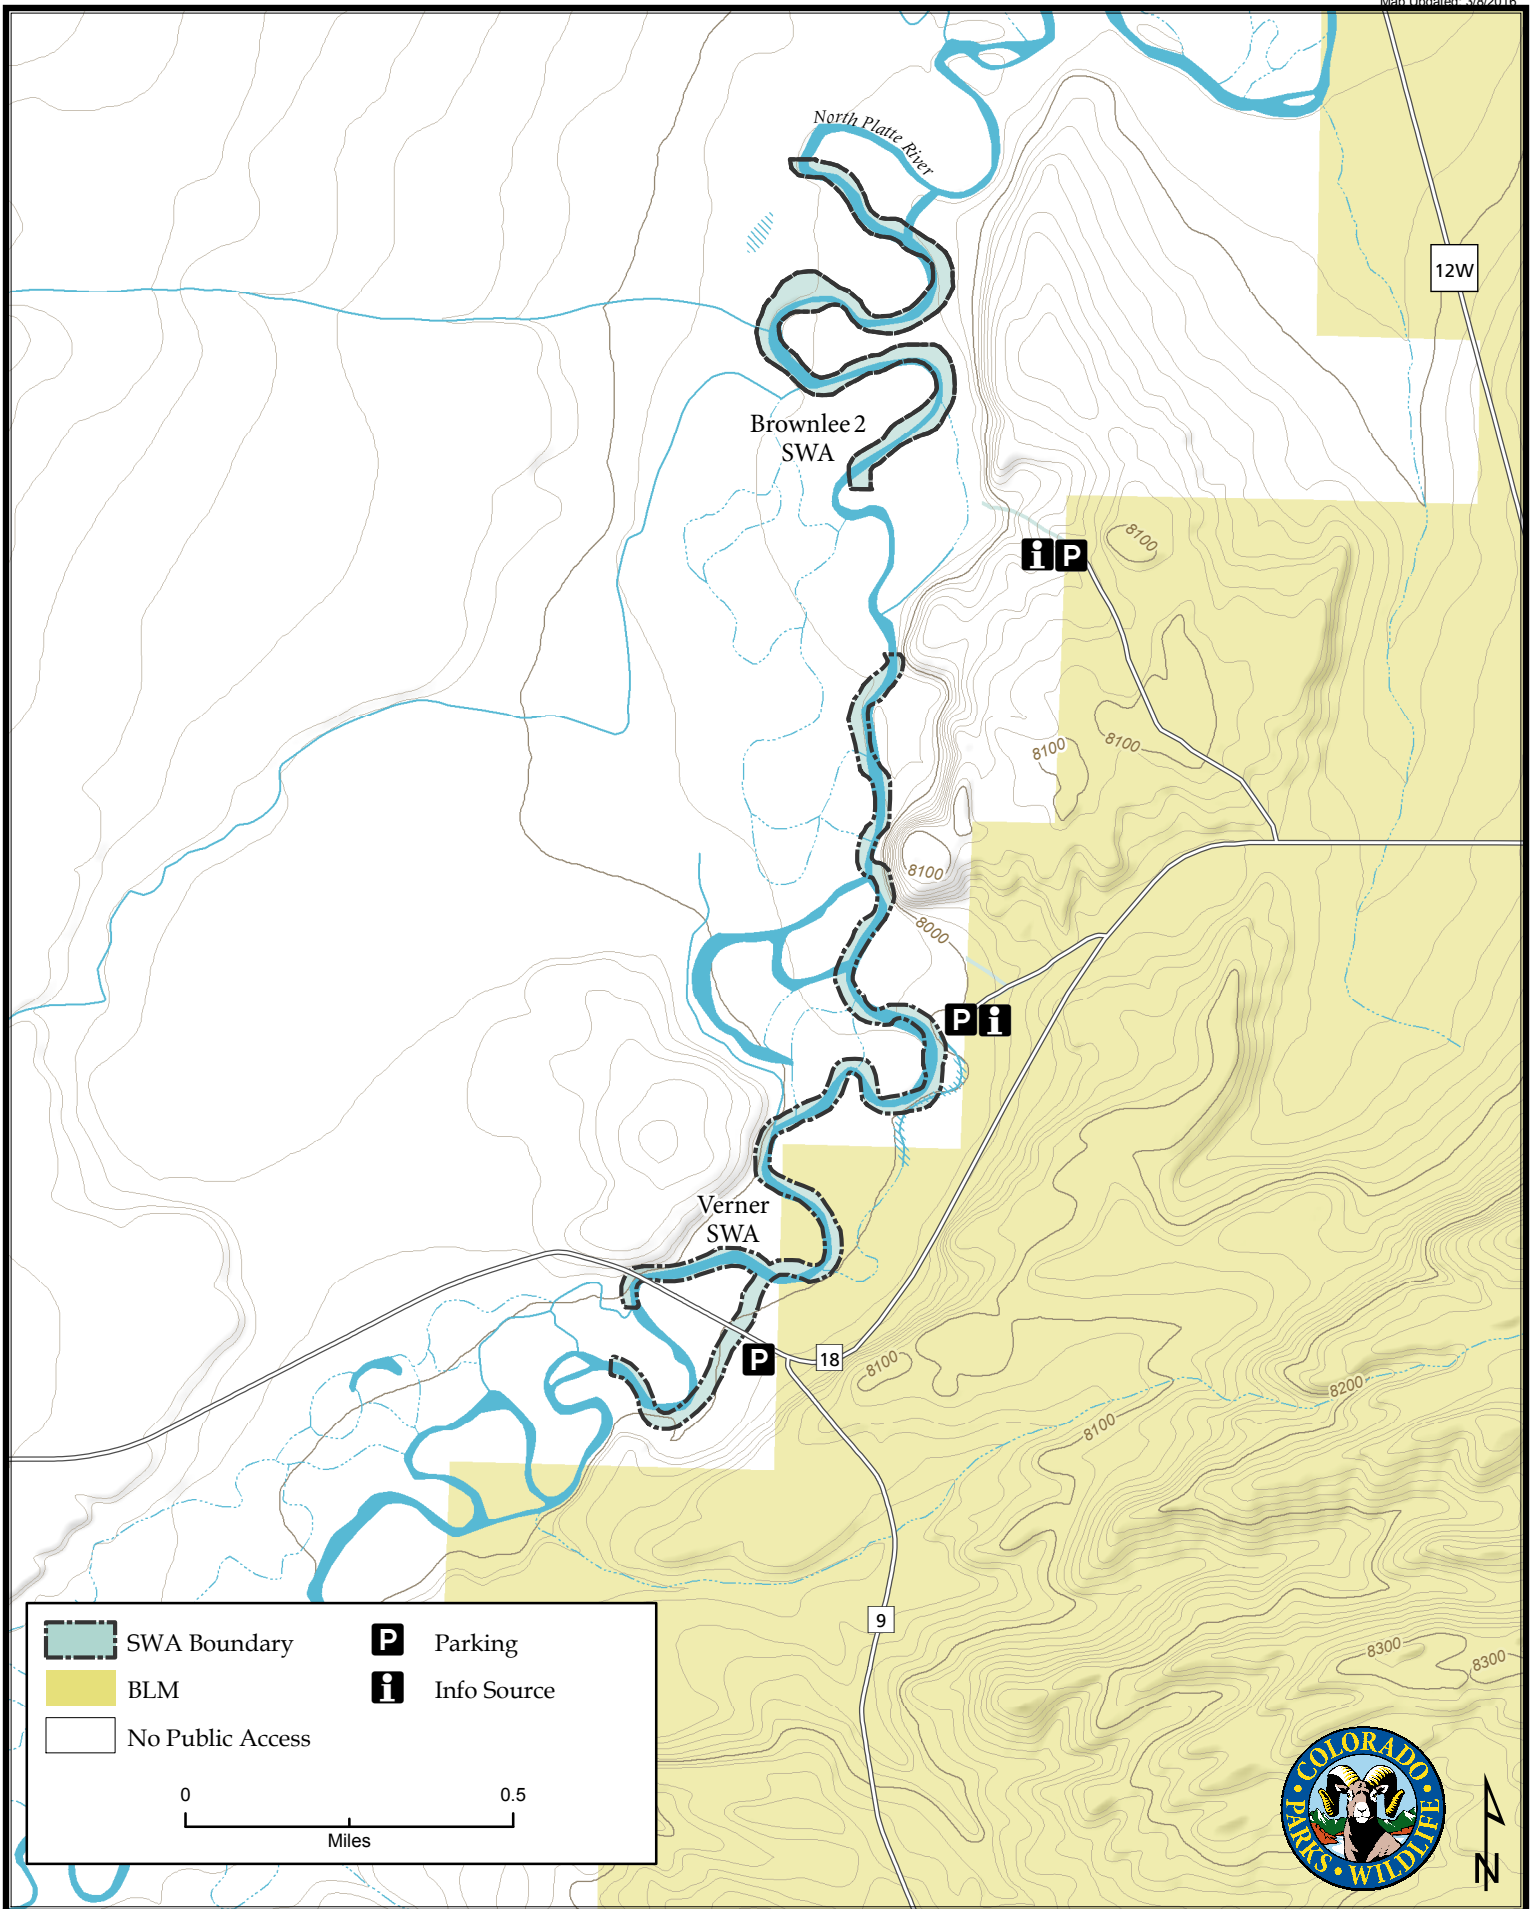 Map Updated: 3/8/2016
North Platte River
12W
Brownlee 2
SWA
8100
8100
8100
8100
8000
Verner
SWA
18
8100
8200
8100
9
8300
8300
SWA Boundary
Parking
BLM
Info Source
No Public Access
0
0.5
Miles
P
i
i P
P i
P
COLORADO
PARKS • WILDLIFE
N